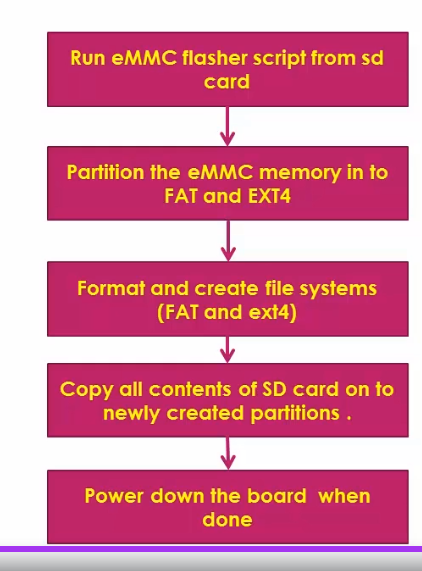 Run eMMC flasher script from sd
card
Partition the eMMC memory in to
FAT and EXT4
Format and create file systems
(FAT and ext4)
Copy all contents of SD card on to
newly created partitions .
Power down the board when
done